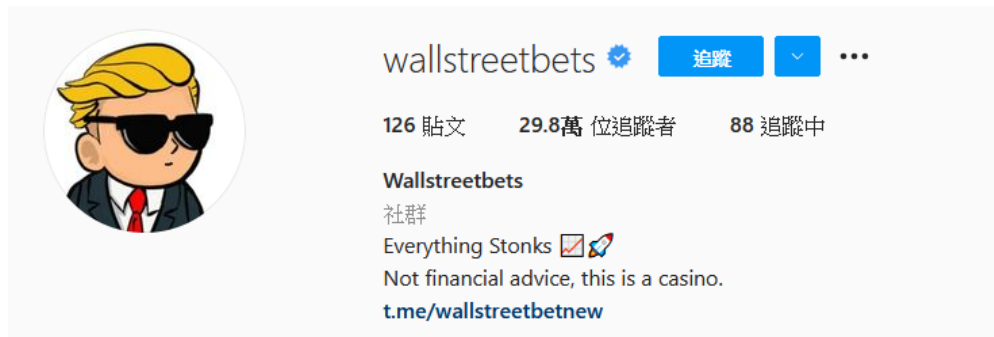 wallstreetbets 追蹤
126 貼文 29.8萬 位追蹤者 88 追蹤中
Wallstreetbets
社群
Everything Stonks 📈🚀
Not financial advice, this is a casino.
t.me/wallstreetbetnew